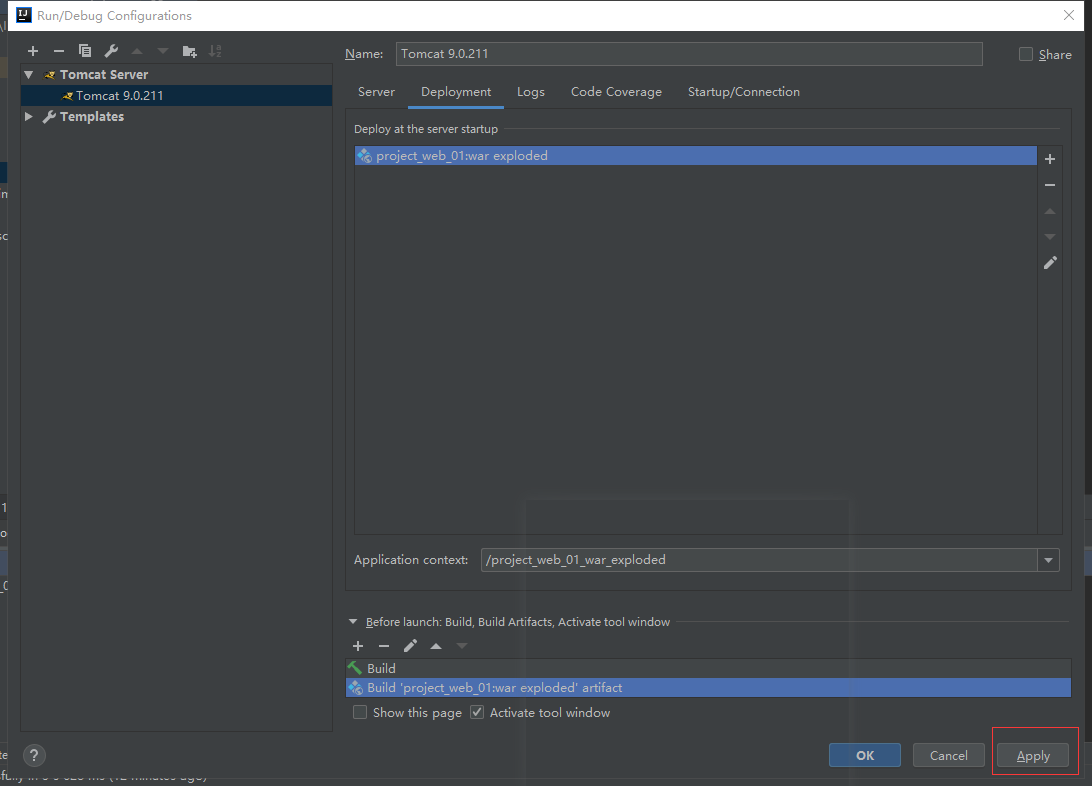 Run/Debug Configurations
Name: Tomcat 9.0.211 Share
Tomcat Server
Tomcat 9.0.211
Templates
Server Deployment Logs Code Coverage Startup/Connection
Deploy at the server startup
project_web_01:war exploded
Application context: /project_web_01_war_exploded
Before launch: Build, Build Artifacts, Activate tool window
Build
Build 'project_web_01:war exploded' artifact
Show this page Activate tool window
? OK Cancel Apply